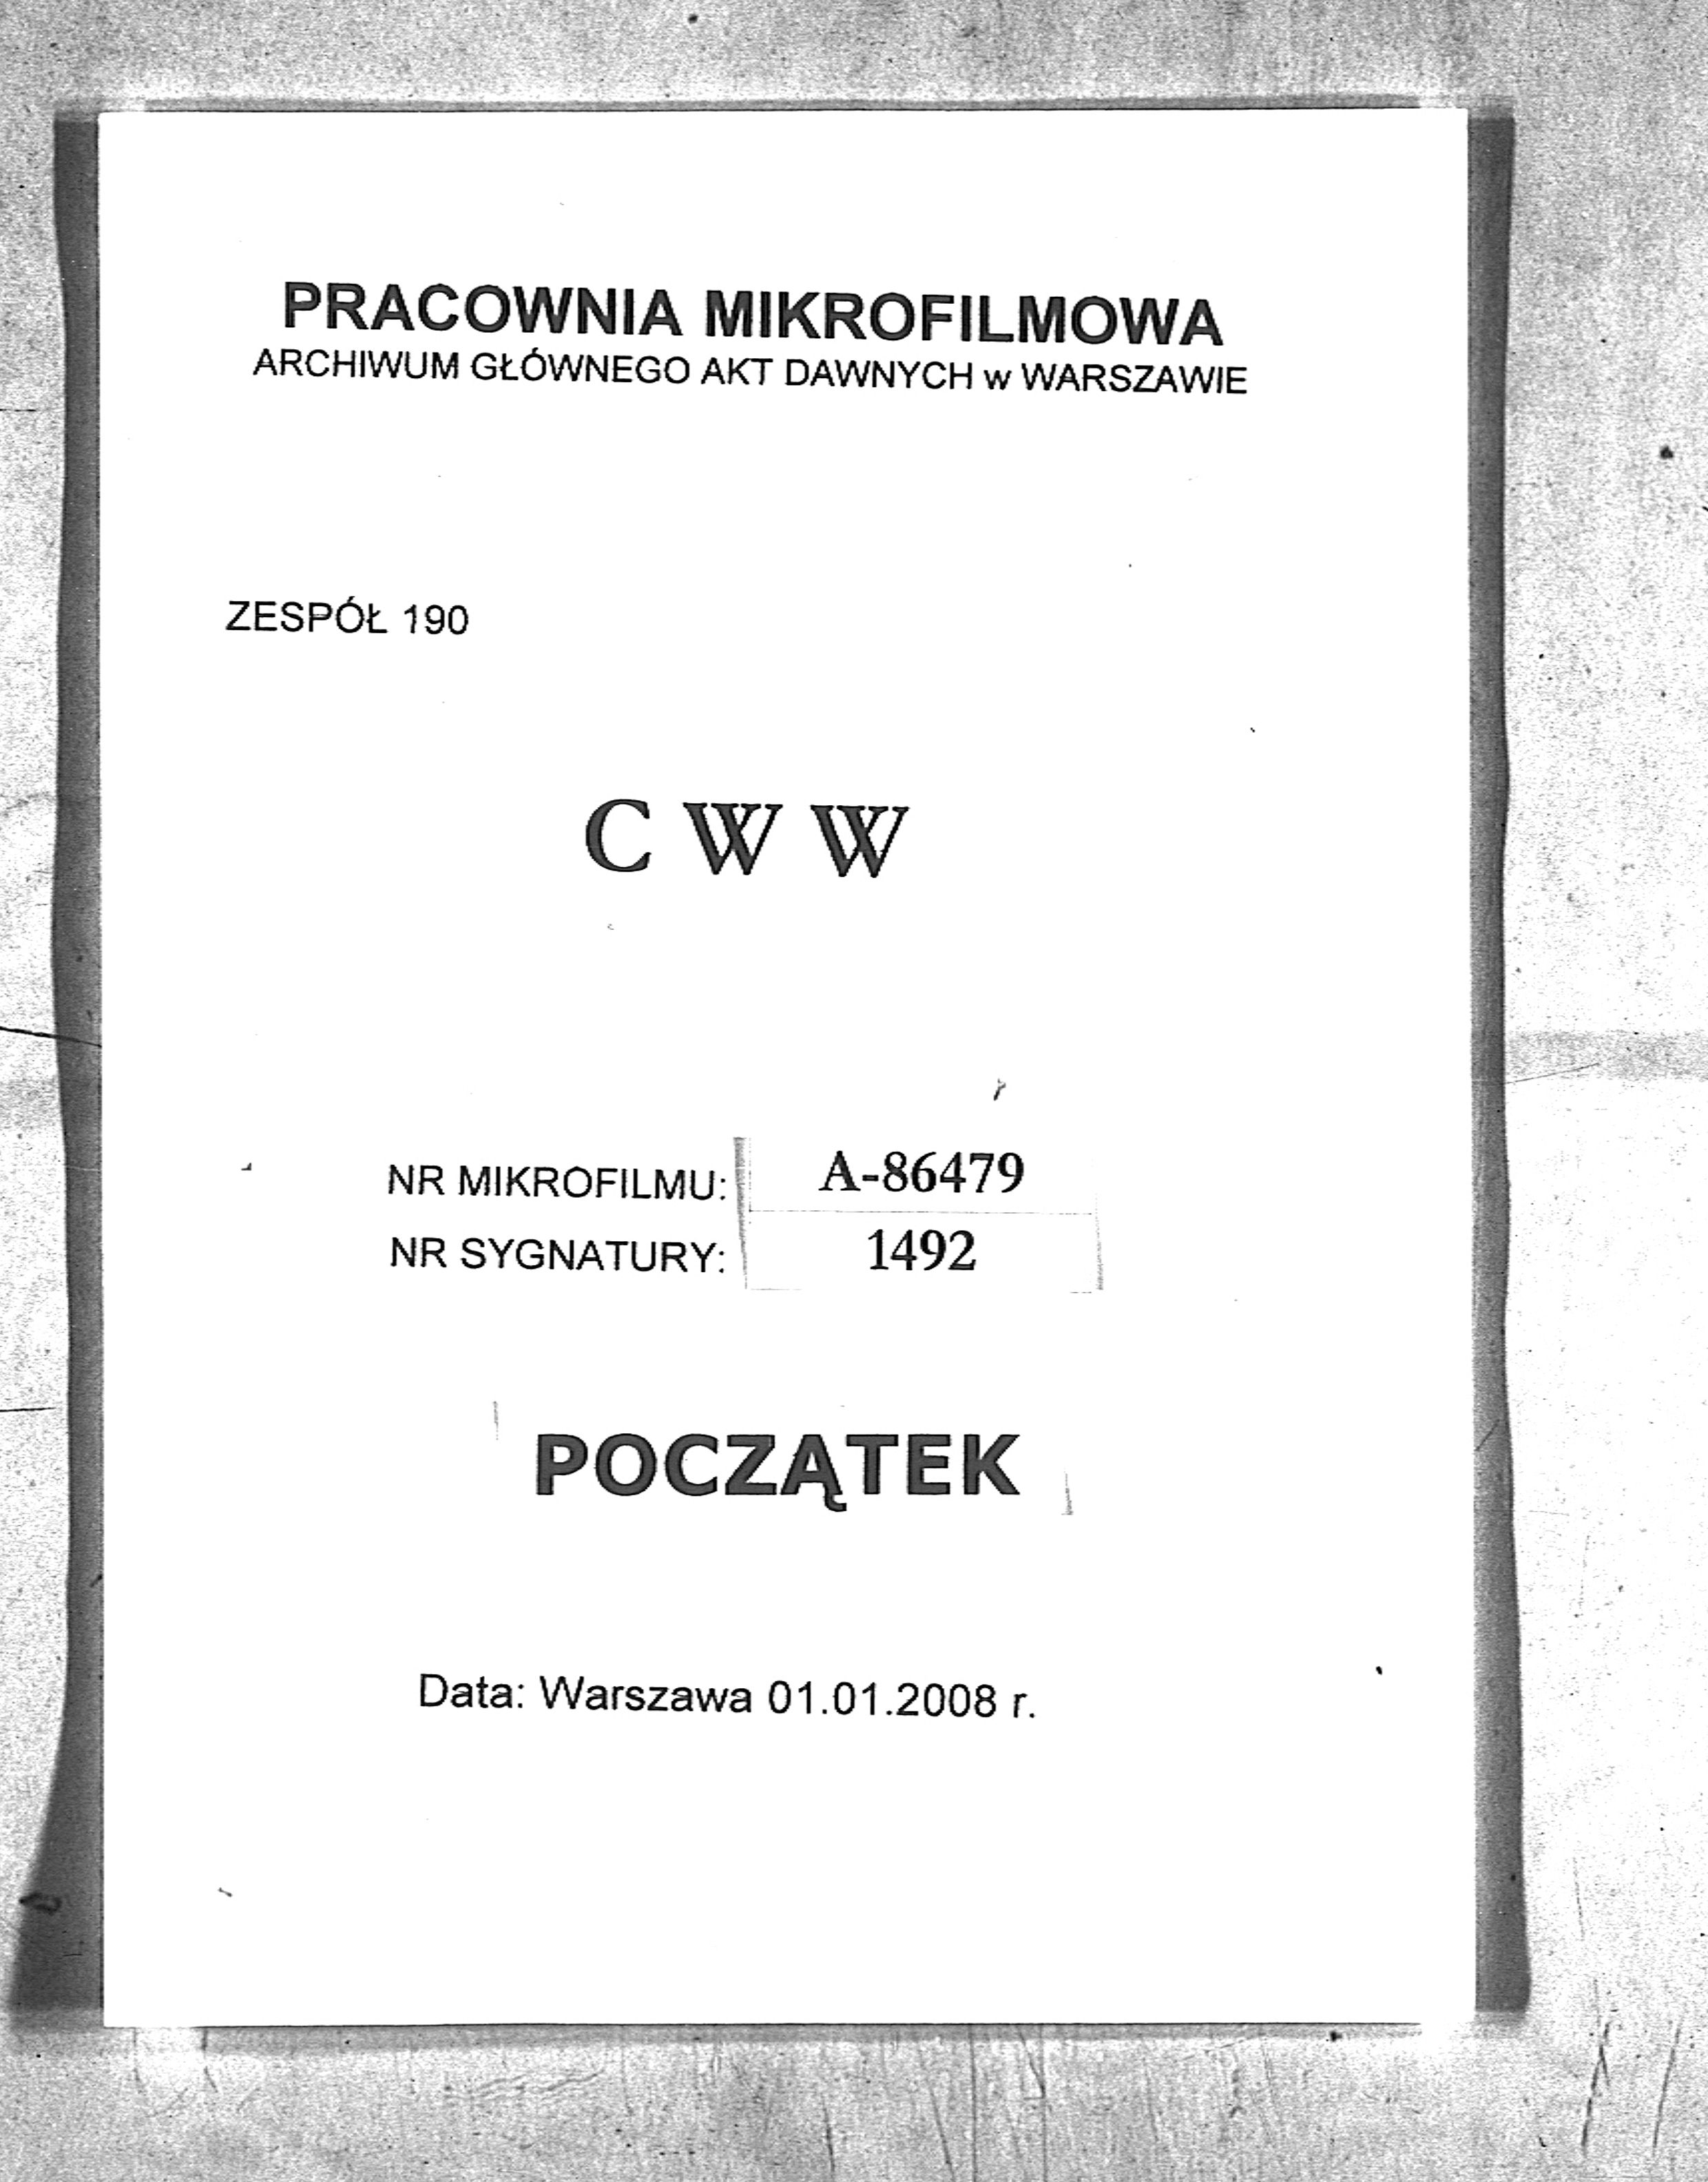 PRACOWNIA MIKROFILMOWA
ARCHIWUM GŁÓWNEGO AKT DAWNYCH w WARSZAWIE
ZESPÓŁ 190
C W W
NR MIKROFILMU: A-86479
NR SYGNATURY: 1492
POCZĄTEK
Data: Warszawa 01.01.2008 r.